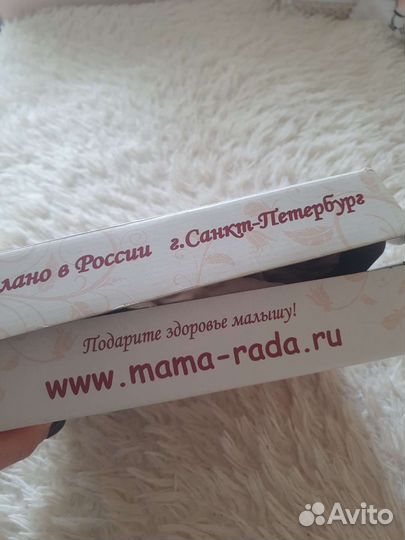 лано в России г.Санкт-Петербург
Подарите здоровье малышу!
www.mama-rada.ru
Avito